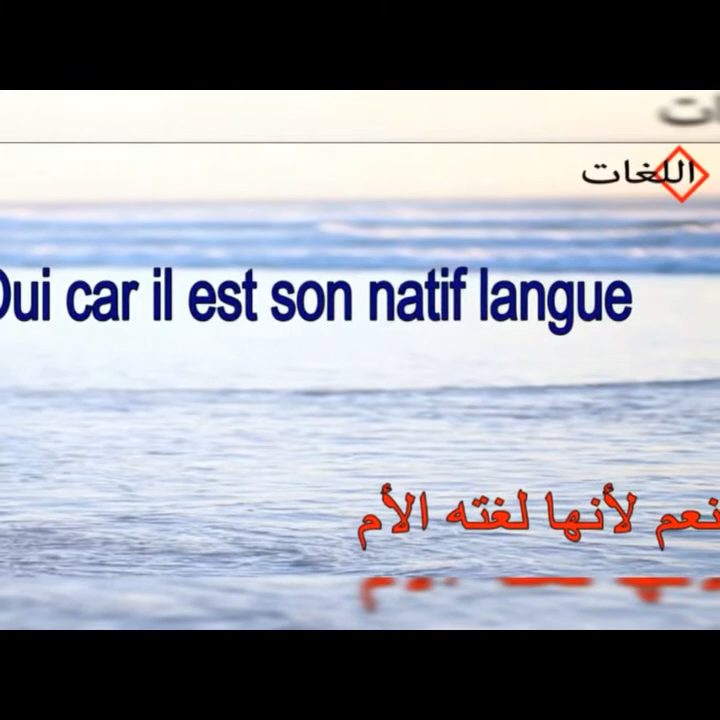 اللغات
Oui car il est son natif langue
نعم لأنها لغته الأم